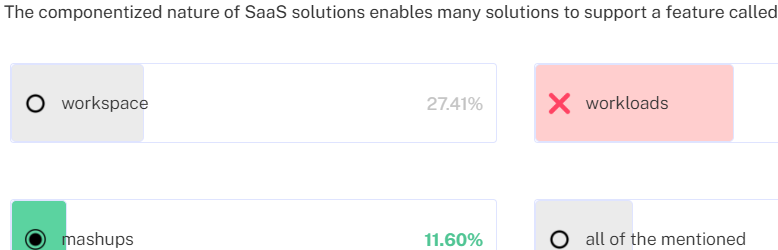 The componentized nature of SaaS solutions enables many solutions to support a feature called
workspace 27.41% workloads
mashups 11.60% all of the mentioned